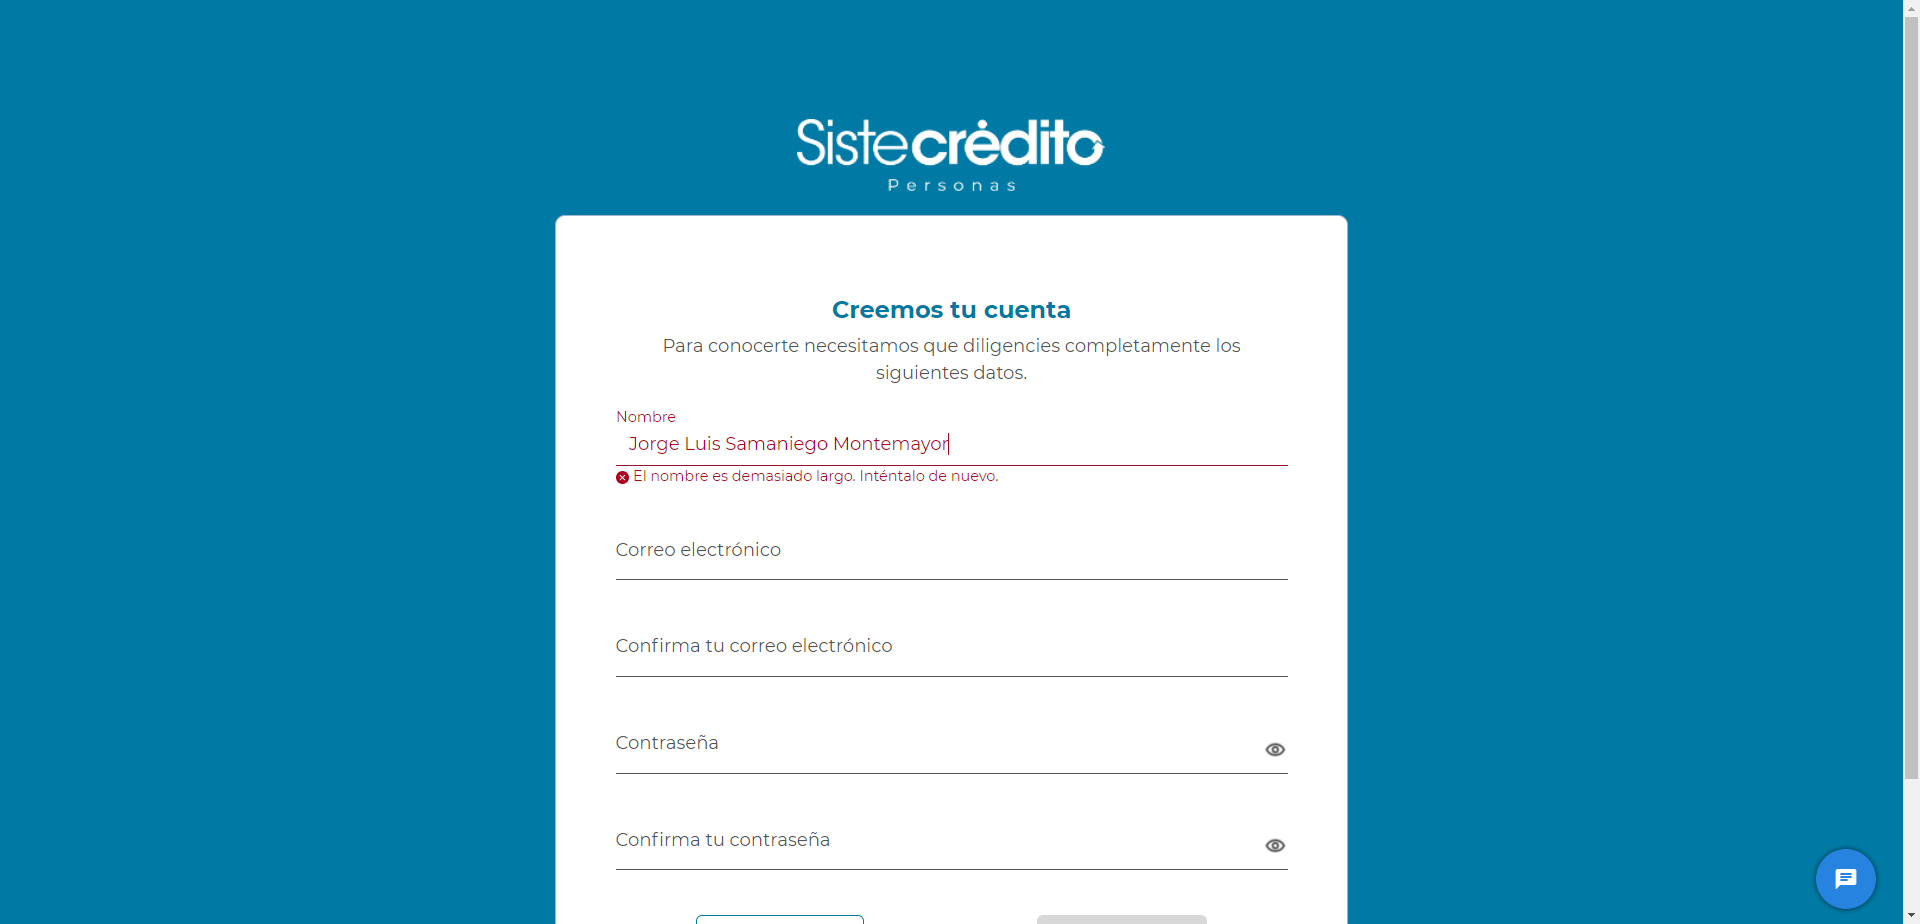 Sistecrédito
Personas
Creemos tu cuenta
Para conocerte necesitamos que diligencies completamente los
siguientes datos.
Nombre
Jorge Luis Samaniego Montemayor
El nombre es demasiado largo. Inténtalo de nuevo.
Correo electrónico
Confirma tu correo electrónico
Contraseña
Confirma tu contraseña